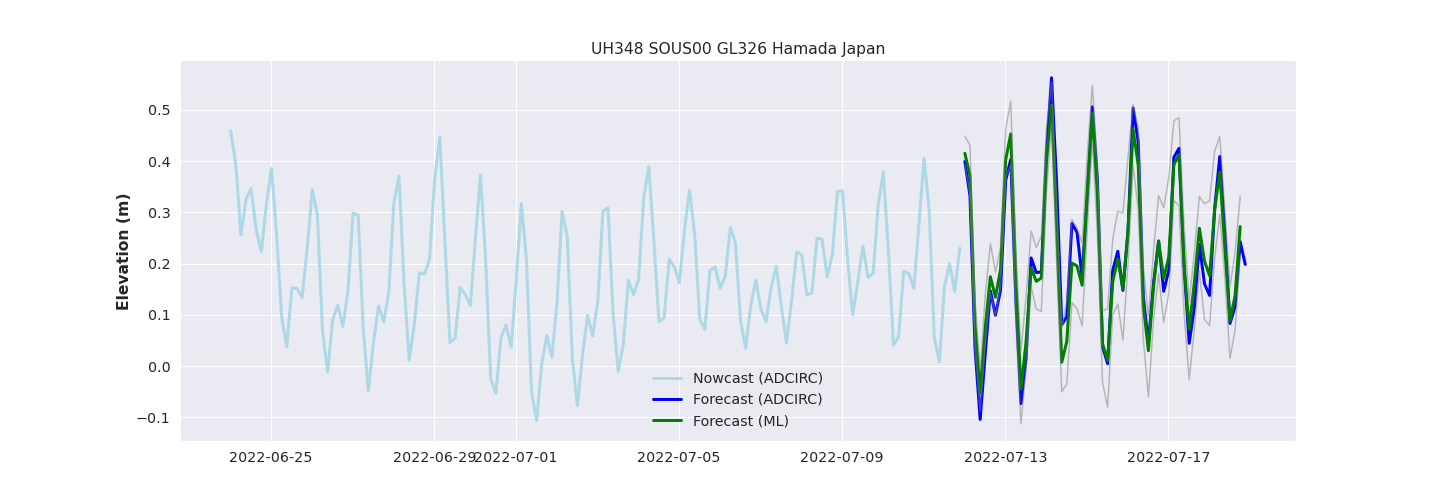 UH348 SOUS00 GL326 Hamada Japan
Elevation (m)
0.5
0.4
0.3
0.2
0.1
0.0
−0.1
Nowcast (ADCIRC)
Forecast (ADCIRC)
Forecast (ML)
2022-06-25 2022-06-29 2022-07-01 2022-07-05 2022-07-09 2022-07-13 2022-07-17